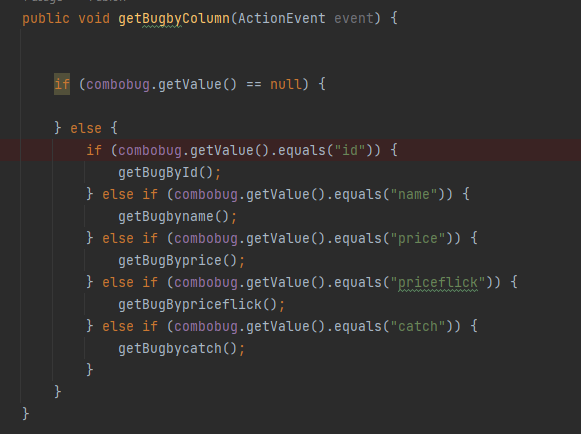 public void getBugbyColumn(ActionEvent event) {
if (combobug.getValue() == null) {
} else {
if (combobug.getValue().equals("id")) {
getBugById();
} else if (combobug.getValue().equals("name")) {
getBugbyname();
} else if (combobug.getValue().equals("price")) {
getBugByprice();
} else if (combobug.getValue().equals("priceflick")) {
getBugBypriceflick();
} else if (combobug.getValue().equals("catch")) {
getBugbycatch();
}
}
}